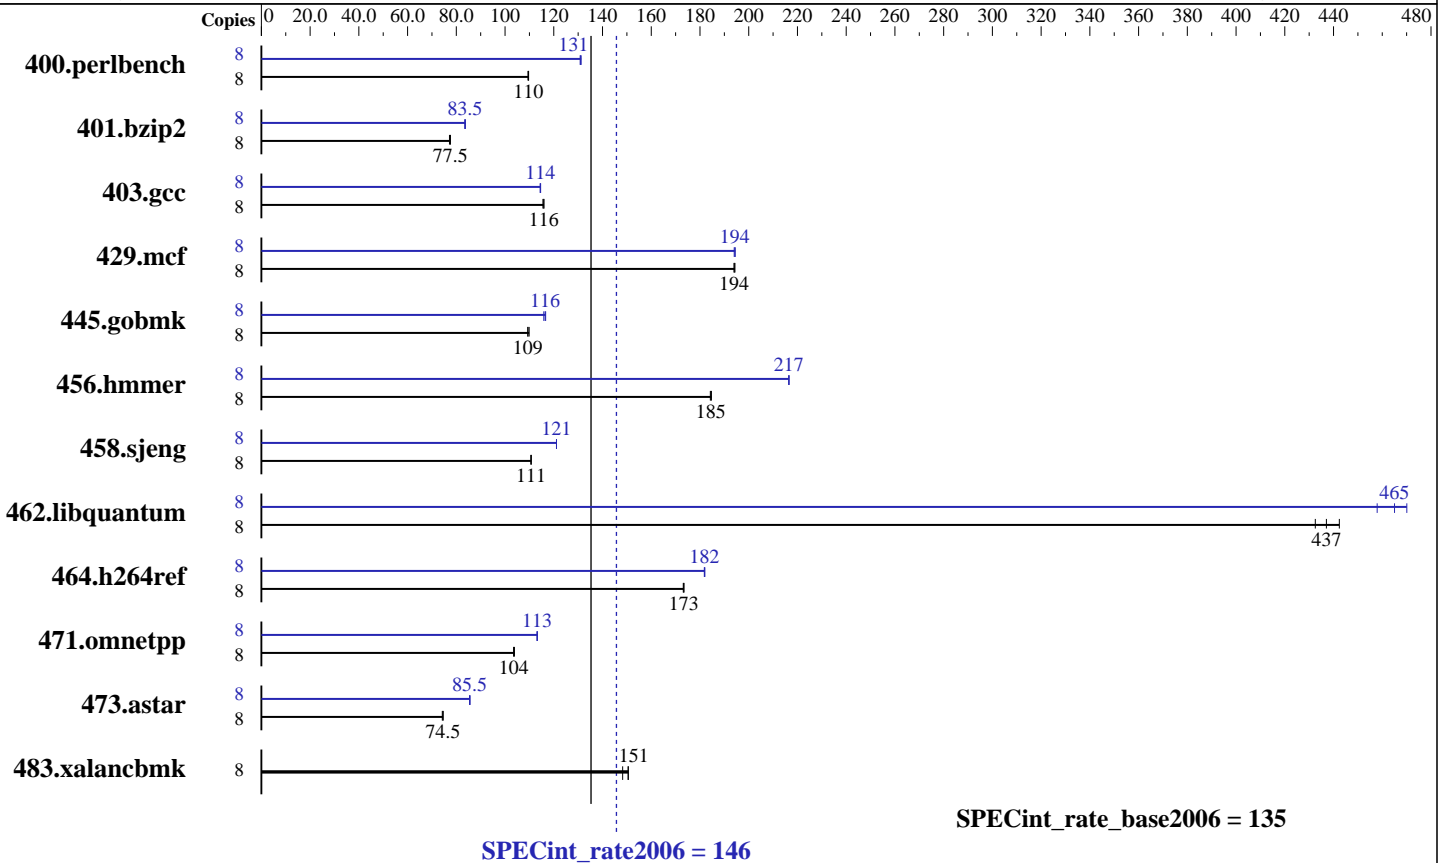 Copies 0 20.0 40.0 60.0 80.0 100 120 140 160 180 200 220 240 260 280 300 320 340 360 380 400 420 440 480
400.perlbench 8 131
8 110
401.bzip2 8 83.5
8 77.5
403.gcc 8 114
8 116
429.mcf 8 194
8 194
445.gobmk 8 116
8 109
456.hmmer 8 217
8 185
458.sjeng 8 121
8 111
462.libquantum 8 465
8 437
464.h264ref 8 182
8 173
471.omnetpp 8 113
8 104
473.astar 8 85.5
8 74.5
483.xalancbmk 8 151
SPECint_rate_base2006 = 135
SPECint_rate2006 = 146